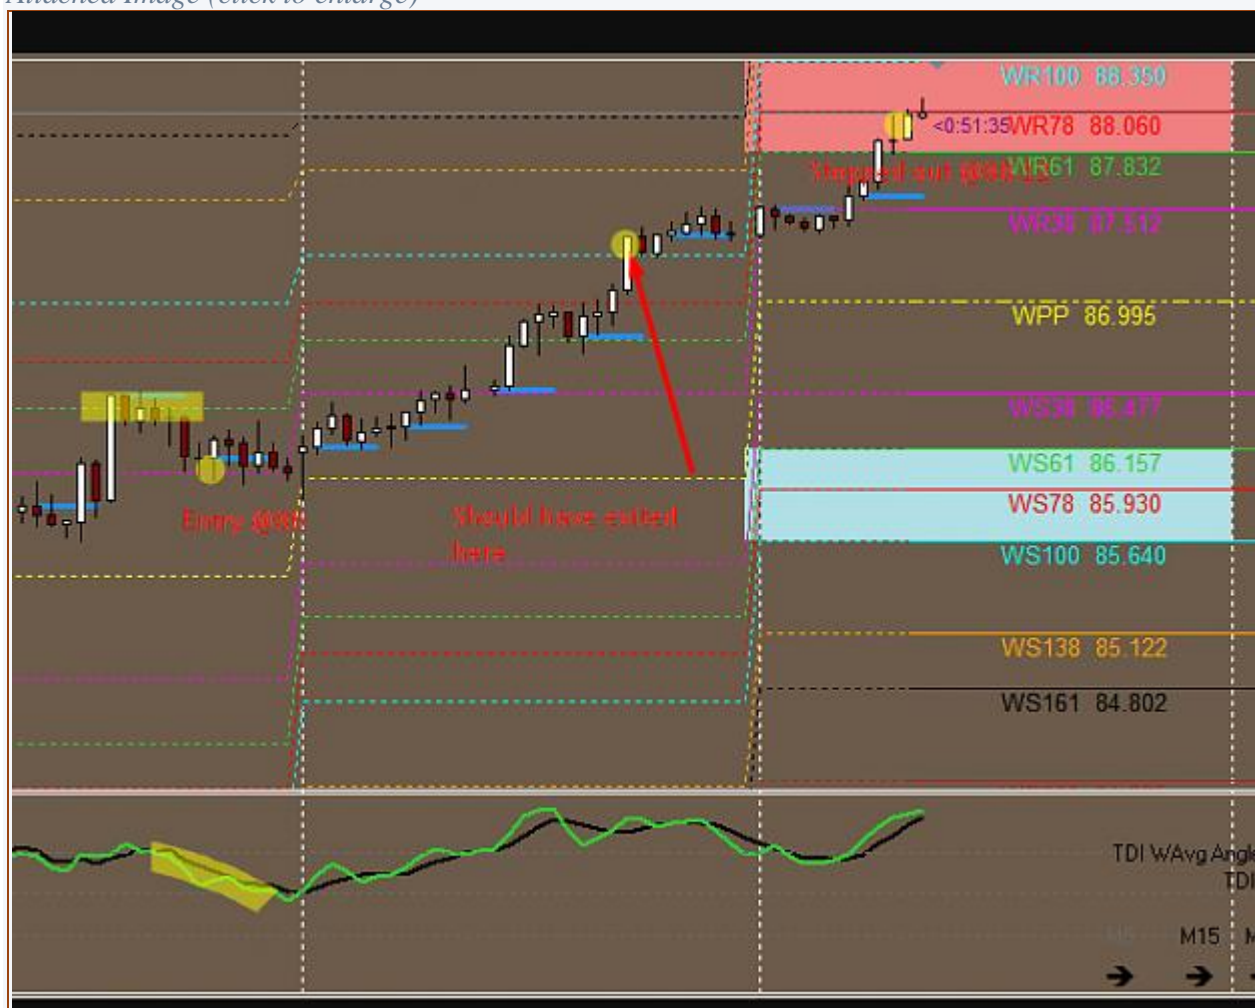 Attached Image (click to enlarge)
WR100 88.350
<0:51:35
WR78 88.060
Stopped out
WR61 87.832
WR38 87.512
WPP 86.995
WS38 86.477
WS61 86.157
WS78 85.930
Entry
Should have exited
here
WS100 85.640
WS138 85.122
WS161 84.802
TDI WAvg Angle
TDI
M5 M15 M